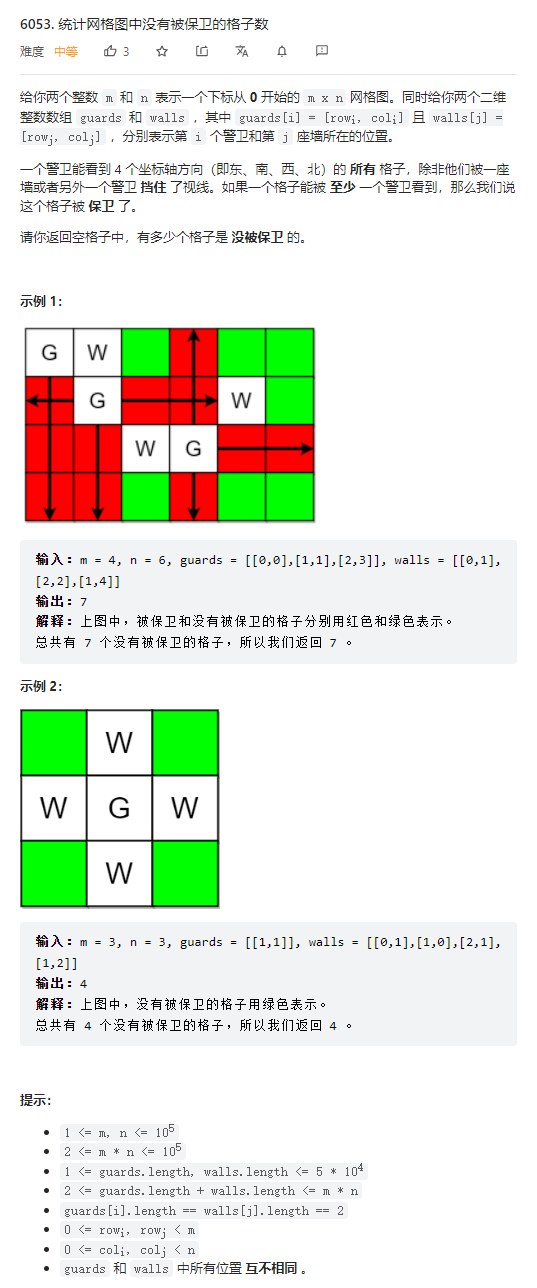 6053. 统计网格图中没有被保卫的格子数
难度 中等 3
给你两个整数 m 和 n 表示一个下标从 0 开始的 m x n 网格图。同时给你两个二维
整数数组 guards 和 walls ，其中 guards[i] = [rowi, coli] 且 walls[j] =
[rowj, colj] ，分别表示第 i 个警卫和第 j 座墙所在的位置。
一个警卫能看到 4 个坐标轴方向（即东、南、西、北）的 所有 格子，除非他们被一座
墙或者另外一个警卫 挡住 了视线。如果一个格子能被 至少 一个警卫看到，那么我们说
这个格子被 保卫 了。
请你返回空格子中，有多少个格子是 没被保卫 的。
示例 1：
G W
G W
W G
输入：m = 4, n = 6, guards = [[0,0],[1,1],[2,3]], walls = [[0,1],
[2,2],[1,4]]
输出：7
解释：上图中，被保卫和没有被保卫的格子分别用红色和绿色表示。
总共有 7 个没有被保卫的格子，所以我们返回 7 。
示例 2：
W
W G W
W
输入：m = 3, n = 3, guards = [[1,1]], walls = [[0,1],[1,0],[2,1],
[1,2]]
输出：4
解释：上图中，没有被保卫的格子用绿色表示。
总共有 4 个没有被保卫的格子，所以我们返回 4 。
提示：
1 <= m, n <= 10^5
2 <= m * n <= 10^5
1 <= guards.length, walls.length <= 5 * 10^4
2 <= guards.length + walls.length <= m * n
guards[i].length == walls[j].length == 2
0 <= rowi, rowj < m
0 <= coli, colj < n
guards 和 walls 中所有位置 互不相同 。